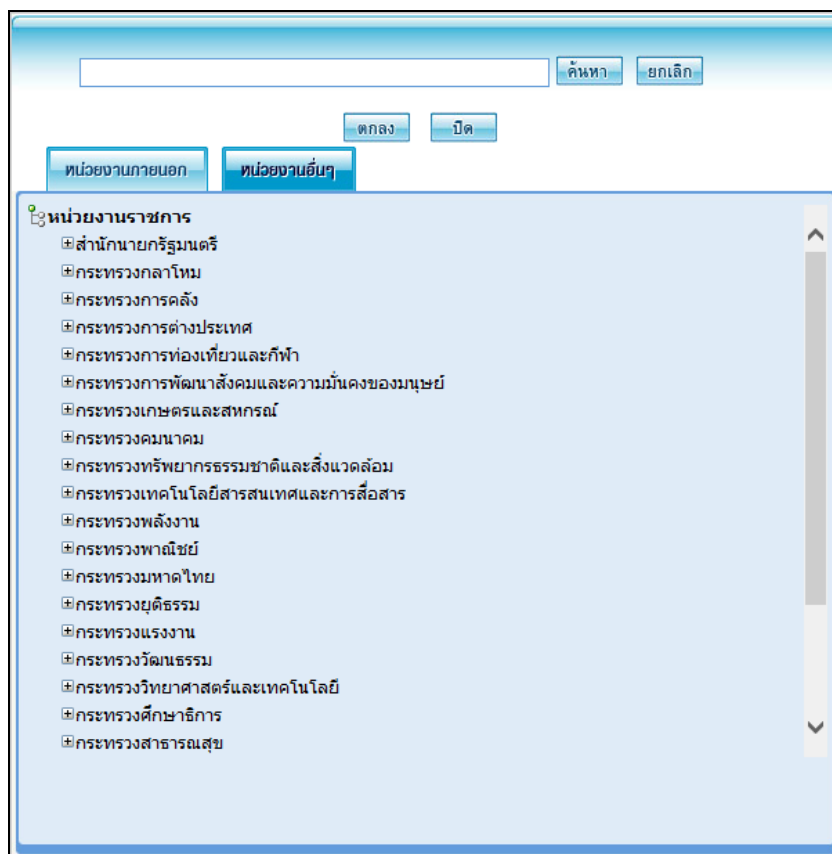 ค้นหา ยกเลิก
ตกลง ปิด
หน่วยงานภายนอก หน่วยงานอื่นๆ
หน่วยงานราชการ
สำนักนายกรัฐมนตรี
กระทรวงกลาโหม
กระทรวงการคลัง
กระทรวงการต่างประเทศ
กระทรวงการท่องเที่ยวและกีฬา
กระทรวงการพัฒนาสังคมและความมั่นคงของมนุษย์
กระทรวงเกษตรและสหกรณ์
กระทรวงคมนาคม
กระทรวงทรัพยากรธรรมชาติและสิ่งแวดล้อม
กระทรวงเทคโนโลยีสารสนเทศและการสื่อสาร
กระทรวงพลังงาน
กระทรวงพาณิชย์
กระทรวงมหาดไทย
กระทรวงยุติธรรม
กระทรวงแรงงาน
กระทรวงวัฒนธรรม
กระทรวงวิทยาศาสตร์และเทคโนโลยี
กระทรวงศึกษาธิการ
กระทรวงสาธารณสุข